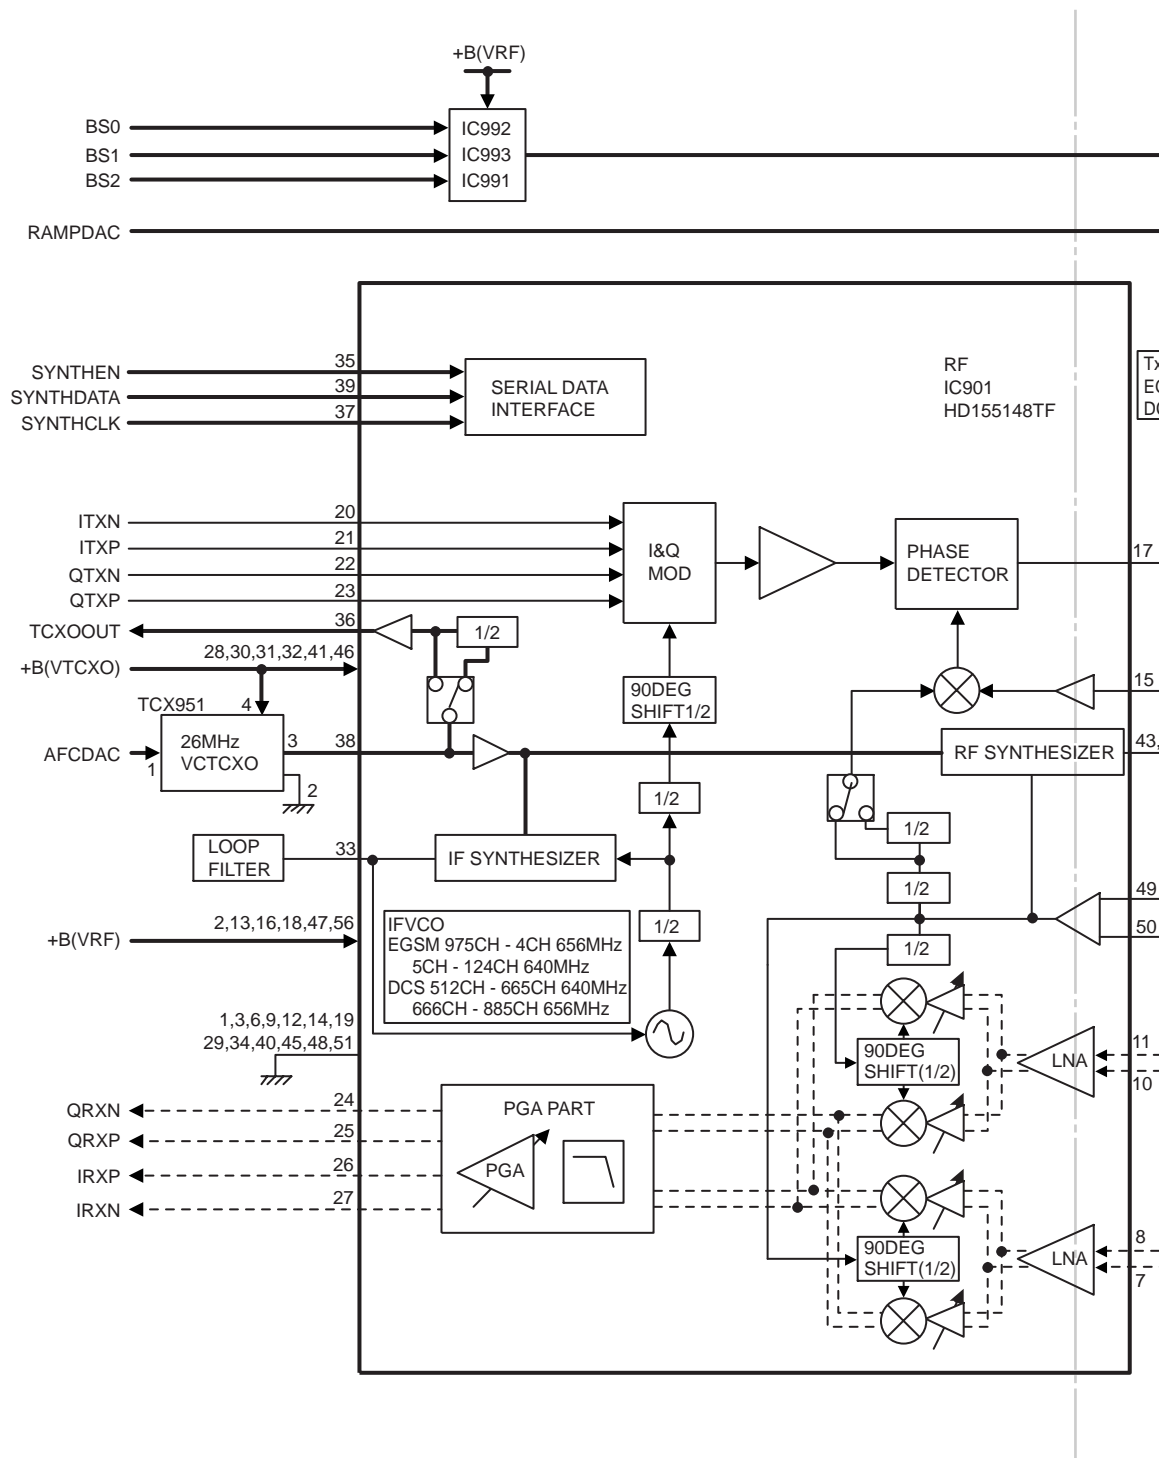 +B(VRF)
BS0
BS1
BS2
IC992
IC993
IC991
RAMPDAC
SYNTHEN
SYNTHDATA
SYNTHCLK
35
39
37
SERIAL DATA
INTERFACE
RF
IC901
HD155148TF
Tx
ITXN
ITXP
QTXN
QTXP
20
21
22
23
I&Q
MOD
PHASE
DETECTOR
17
TCXOOUT
36
1/2
+B(VTCXO)
28,30,31,32,41,46
TCX951
4
90DEG
SHIFT1/2
15
AFCDAC
1
26MHz
VCTCXO
3
2
38
RF SYNTHESIZER
43,
1/2
1/2
LOOP
FILTER
33
IF SYNTHESIZER
1/2
49
50
+B(VRF)
2,13,16,18,47,56
IFVCO
EGSM 975CH - 4CH 656MHz
5CH - 124CH 640MHz
DCS 512CH - 665CH 640MHz
666CH - 885CH 656MHz
1/2
1/2
1,3,6,9,12,14,19
29,34,40,45,48,51
90DEG
SHIFT(1/2)
LNA
11
10
QRXN
QRXP
IRXP
IRXN
24
25
26
27
PGA PART
PGA
90DEG
SHIFT(1/2)
LNA
8
7